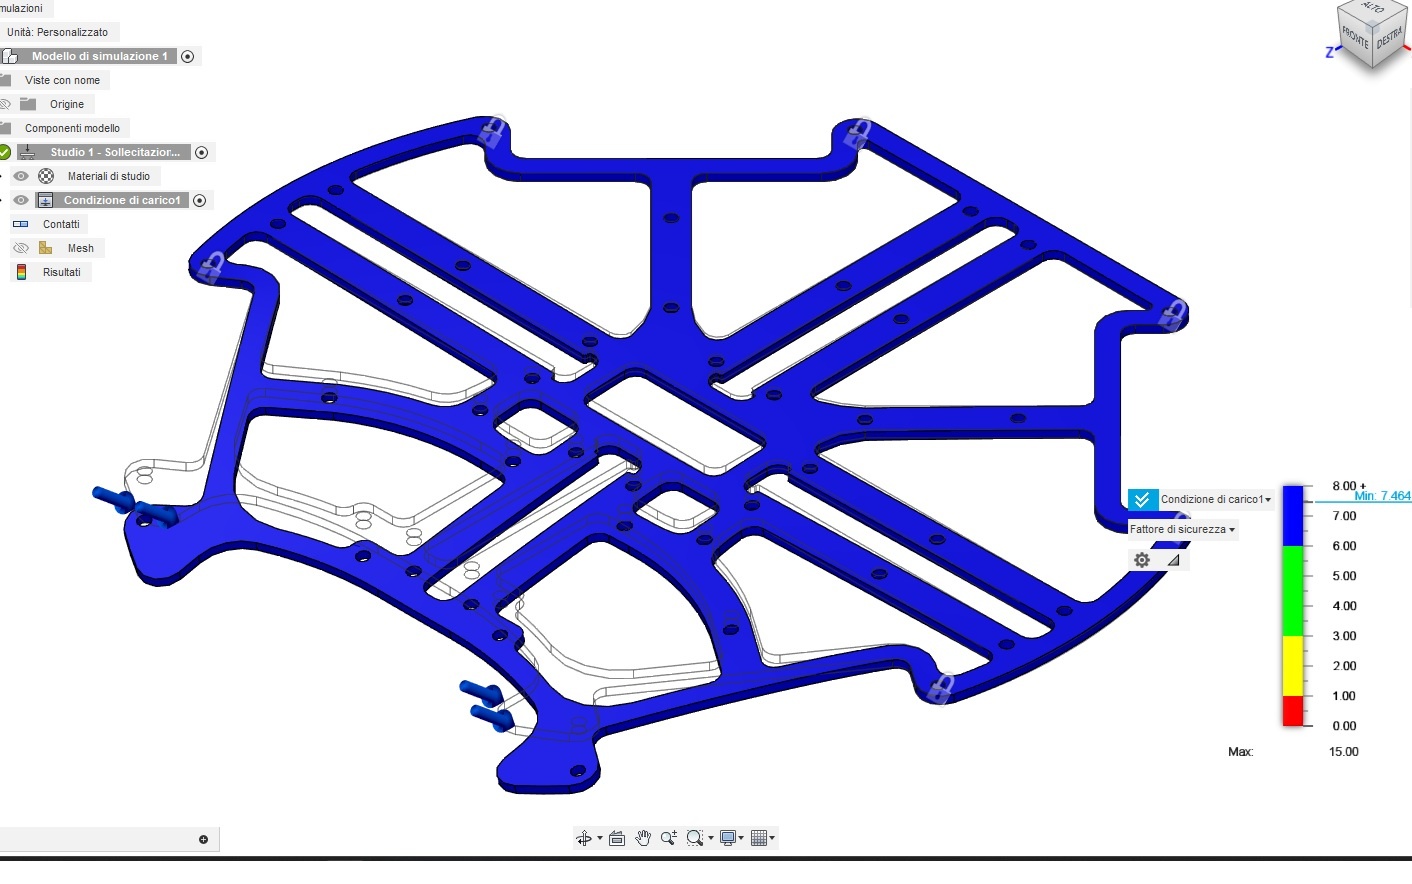 mulazioni
Unità: Personalizzato
Modello di simulazione 1
Viste con nome
Origine
Componenti modello
Studio 1 - Sollecitazior...
Materiali di studio
Condizione di carico1
Contatti
Mesh
Risultati
ALTO
FRONTE
DESTRA
Z
Condizione di carico1
Fattore di sicurezza
8.00 +
Min: 7.464
7.00
6.00
5.00
4.00
3.00
2.00
1.00
0.00
Max: 15.00